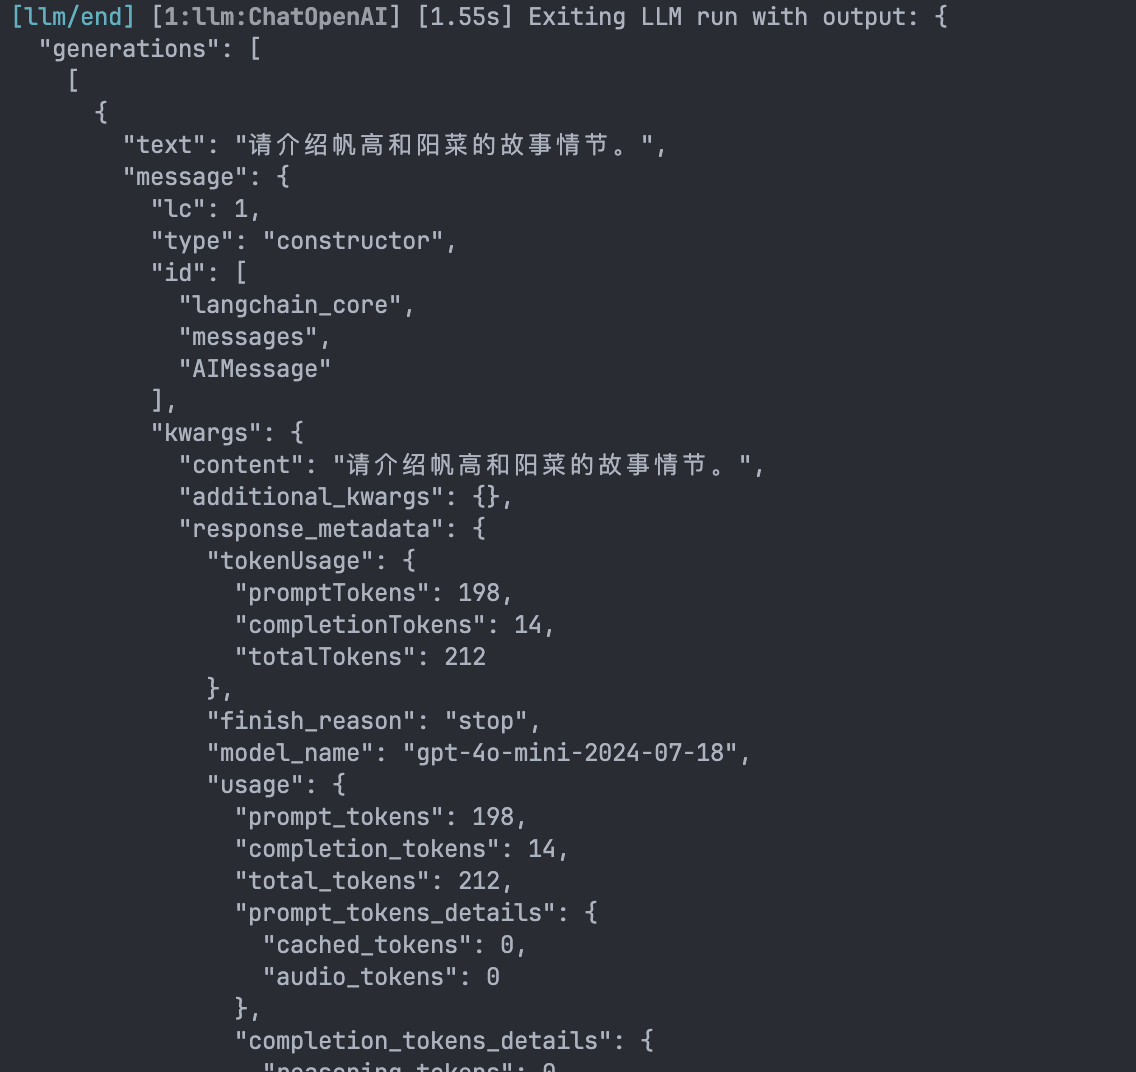 [llm/end] [1:llm:ChatOpenAI] [1.55s] Exiting LLM run with output: {
  "generations": [
    [
      {
        "text": "请介绍帆高和阳菜的故事情节。",
        "message": {
          "lc": 1,
          "type": "constructor",
          "id": [
            "langchain_core",
            "messages",
            "AIMessage"
          ],
          "kwargs": {
            "content": "请介绍帆高和阳菜的故事情节。",
            "additional_kwargs": {},
            "response_metadata": {
              "tokenUsage": {
                "promptTokens": 198,
                "completionTokens": 14,
                "totalTokens": 212
              },
              "finish_reason": "stop",
              "model_name": "gpt-4o-mini-2024-07-18",
              "usage": {
                "prompt_tokens": 198,
                "completion_tokens": 14,
                "total_tokens": 212,
                "prompt_tokens_details": {
                  "cached_tokens": 0,
                  "audio_tokens": 0
                },
                "completion_tokens_details": {
                  "reasoning_tokens": 0